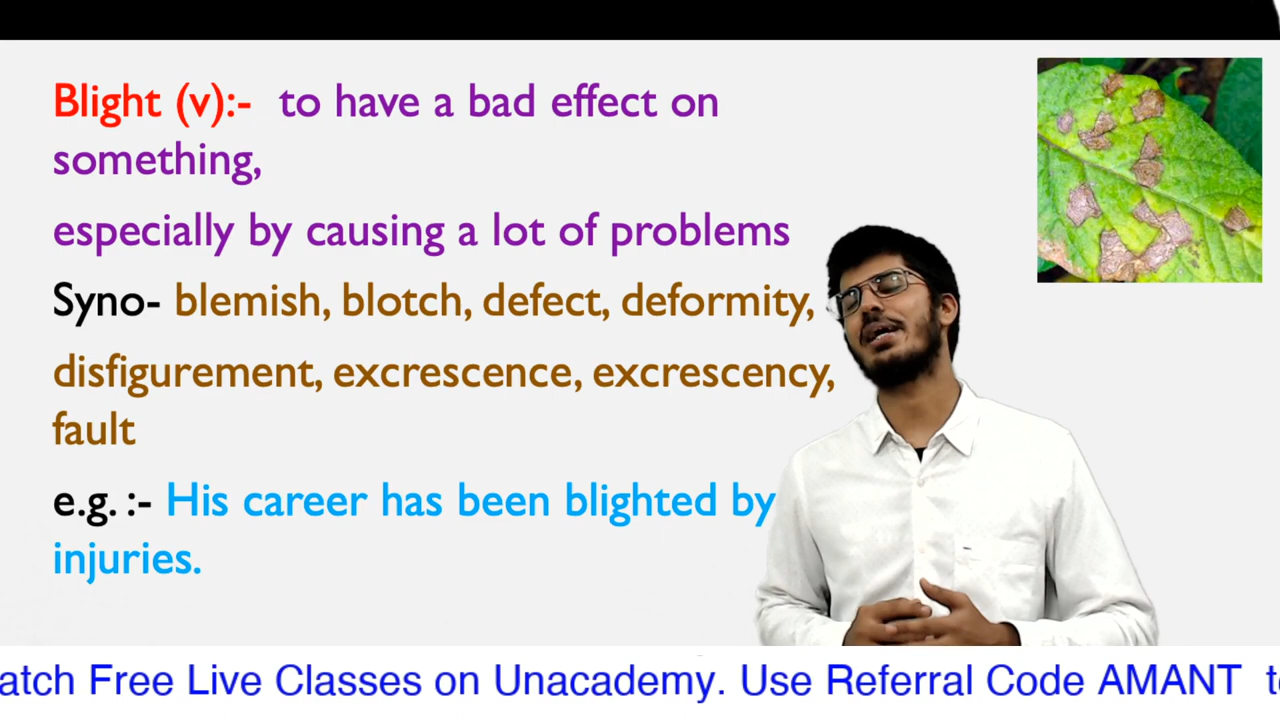 Blight (v):- to have a bad effect on
something,
especially by causing a lot of problems
Syno- blemish, blotch, defect, deformity,
disfigurement, excrescence, excrescency,
fault
e.g. :- His career has been blighted by
injuries.
atch Free Live Classes on Unacademy. Use Referral Code AMANT t